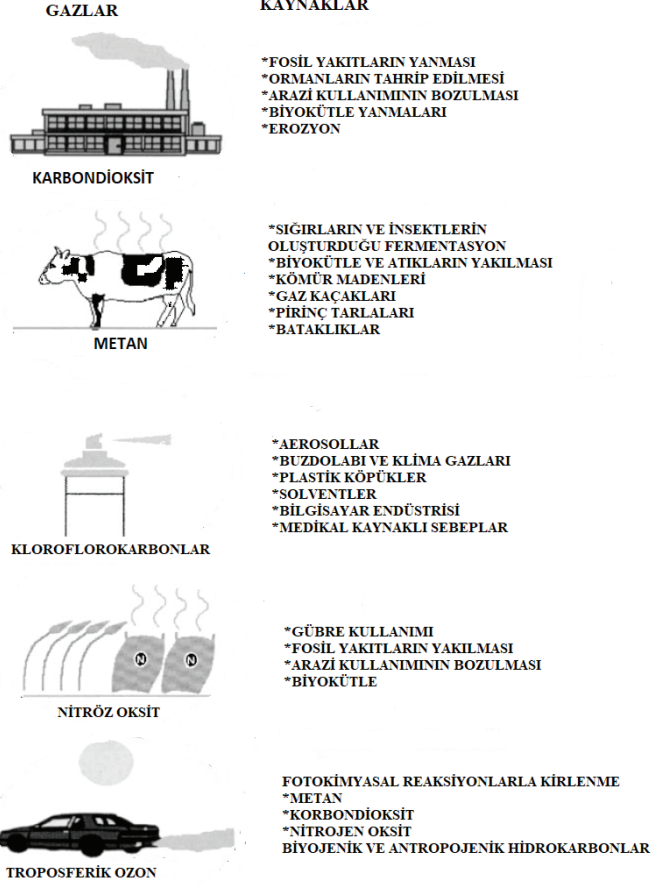 GAZLAR
KAYNAKLAR
*FOSİL YAKITLARIN YANMASI
*ORMANLARIN TAHRİP EDİLMESİ
*ARAZİ KULLANIMININ BOZULMASI
*BİYOKÜTLE YANMALARI
*EROZYON
KARBONDİOKSİT
*SIĞIRLARIN VE İNSEKTLERİN
OLUŞTURDUĞU FERMENTASYON
*BİYOKÜTLE VE ATIKLARIN YAKILMASI
*KÖMÜR MADENLERİ
*GAZ KAÇAKLARI
*PİRİNÇ TARLALARI
*BATAKLIKLAR
METAN
*AEROSOLLAR
*BUZDOLABI VE KLİMA GAZLARI
*PLASTİK KÖPÜKLER
*SOLVENTLER
*BİLGİSAYAR ENDÜSTRİSİ
*MEDİKAL KAYNAKLI SEBEPLAR
KLOROFLOROKARBONLAR
*GÜBRE KULLANIMI
*FOSİL YAKITLARIN YAKILMASI
*ARAZİ KULLANIMININ BOZULMASI
*BİYOKÜTLE
N N
NİTRÖZ OKSİT
FOTOKİMYASAL REAKSİYONLARLA KİRLENME
*METAN
*KORBONDİOKSİT
*NİTROJEN OKSİT
BİYOJENİK VE ANTROPOJENİK HİDROKARBONLAR
TROPOSFERİK OZON